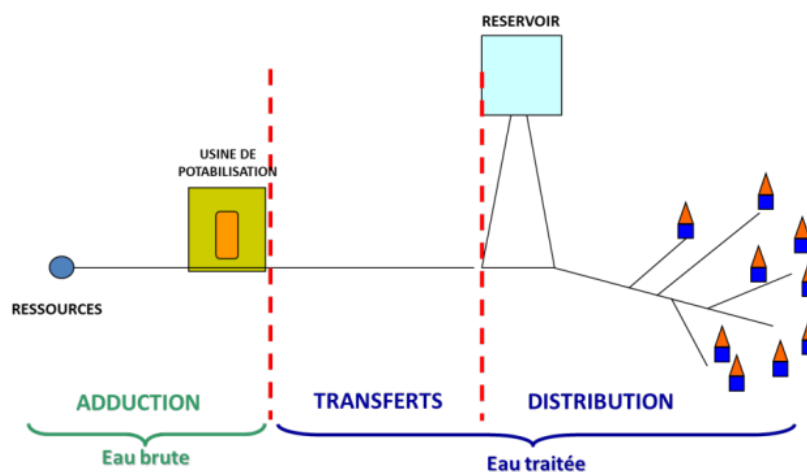 RESERVOIR
USINE DE
POTABILISATION
RESSOURCES
ADDUCTION
TRANSFERTS
DISTRIBUTION
Eau brute
Eau traitée